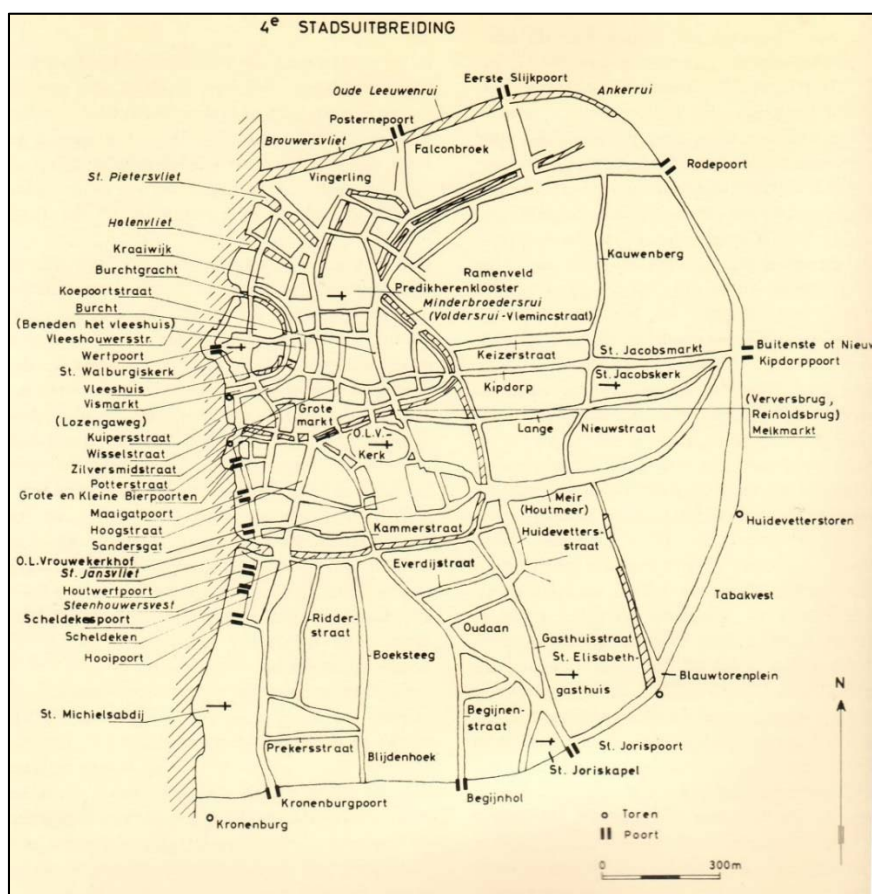 4e STADSUITBREIDING
Eerste Slijkpoort
Oude Leeuwenrui
Ankerrui
Posternepoort
Brouwersvliet
Falconbroek
Rodepoort
St. Pietersvliet
Vingerling
Holenvliet
Kraaiwijk
Kauwenberg
Burchtgracht
Ramenveld
Koepoortstraat
Predikherenklooster
Burcht
Minderbroedersrui
(Beneden het vleeshuis)
(Voldersrui-Vlemincstraat)
Vleeshouwersstr.
Werfpoort
Keizerstraat
St. Jacobsmarkt
Buitenste of Nieuw
Kipdorppoort
St. Walburgiskerk
Kipdorp
St. Jacobskerk
Vleeshuis
Vismarkt
Grote
markt
(Verversbrug,
Reinoldsbrug)
Melkmarkt
(Lozengaweg)
Lange
Nieuwstraat
Kuipersstraat
O.L.V.-
Kerk
Wisselstraat
Zilversmidstraat
Potterstraat
Grote en Kleine Bierpoorten
Meir
(Houtmeer)
Maaigatpoort
Hoogstraat
Kammerstraat
Huidevetterstoren
Sandersgat
Huidevetters-
straat
O.L.Vrouwekerkhof
St. Jansvliet
Everdijstraat
Houtwerfpoort
Steenhouwersvest
Tabakvest
Scheldekespoort
Ridder-
straat
Oudaan
Scheldeken
Gasthuisstraat
Hooipoort
Boeksteeg
St. Elisabeth-
gasthuis
Blauwtorenplein
St. Michielsabdij
Begijnen-
straat
N
Prekersstraat
Blijdenhoek
St. Jorispoort
St. Joriskapel
Kronenburgpoort
Begijnhol
Kronenburg
Toren
Poort
0 300m